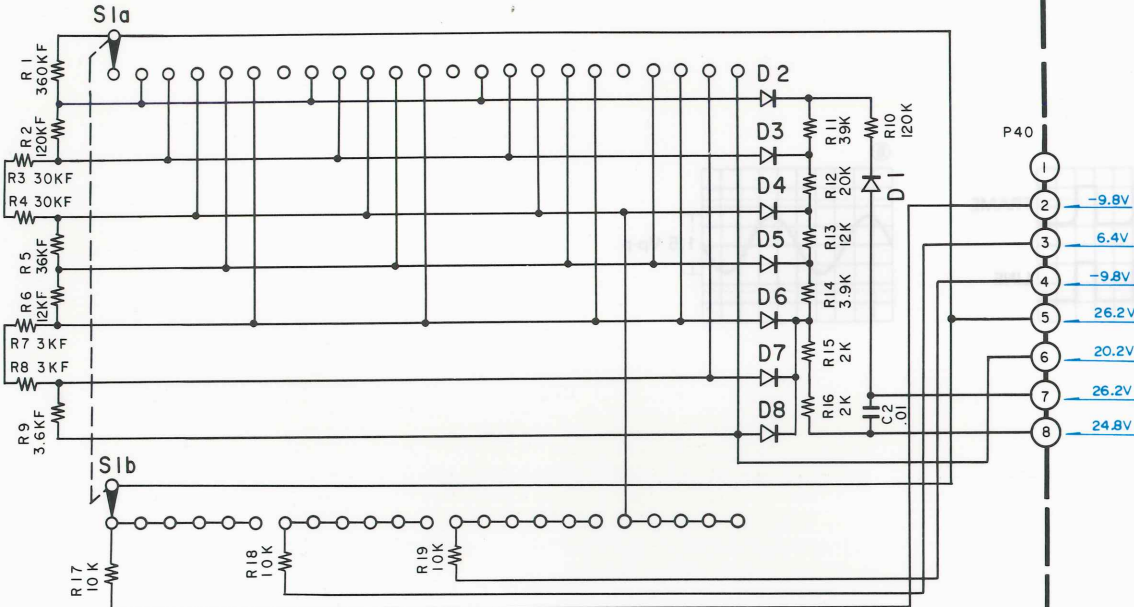 S1a
R1
360KF
R2
120KF
R3 30KF
R4 30KF
R5
36KF
R6
12KF
R7 3KF
R8 3KF
R9
3.6KF
S1b
D2
D3
D4
D5
D6
D7
D8
R11
39K
R12
20K
R13
12K
R14
3.9K
R15
2K
R16
2K
R10
120K
D1
C2
.01
P40
1
2 -9.8V
3 6.4V
4 -9.8V
5 26.2V
6 20.2V
7 26.2V
8 24.8V
R17
10K
R18
10K
R19
10K